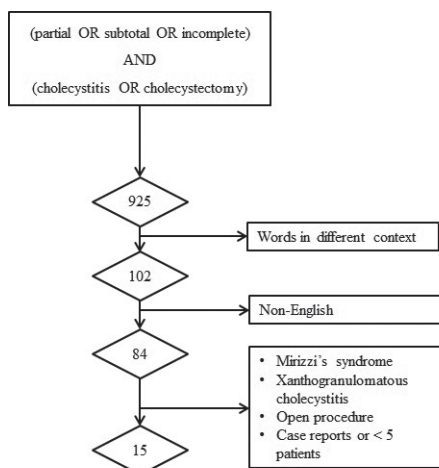 (partial OR subtotal OR incomplete)
AND
(cholecystitis OR cholecystectomy)
925
Words in different context
102
Non-English
84
• Mirizzi's syndrome
• Xanthogranulomatous
cholecystitis
• Open procedure
• Case reports or < 5
patients
15